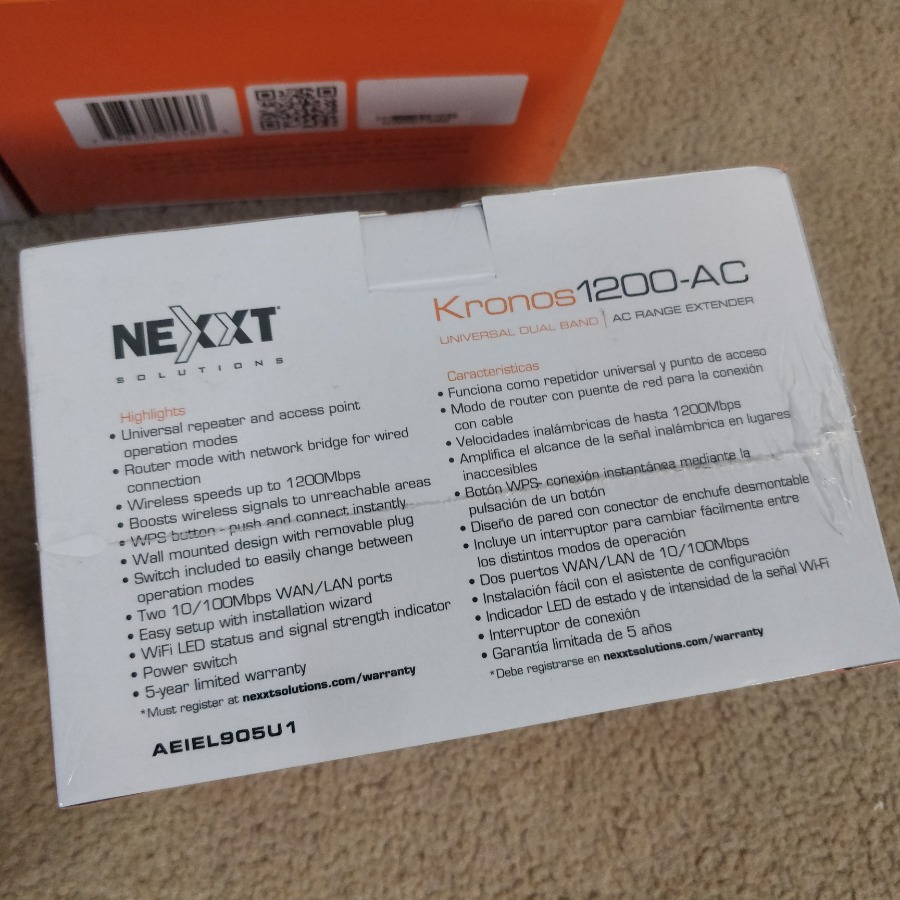 NEXXT
SOLUTIONS
Highlights
• Universal repeater and access point
operation modes
• Router mode with network bridge for wired
connection
• Wireless speeds up to 1200Mbps
• Boosts wireless signals to unreachable areas
• WPS button - push and connect instantly
• Wall mounted design with removable plug
• Switch included to easily change between
operation modes
• Two 10/100Mbps WAN/LAN ports
• Easy setup with installation wizard
• WiFi LED status and signal strength indicator
• Power switch
• 5-year limited warranty
*Must register at nexxtsolutions.com/warranty
AEIEL905U1
Kronos1200-AC
UNIVERSAL DUAL BAND | AC RANGE EXTENDER
Características
• Funciona como repetidor universal y punto de acceso
• Modo de router con puente de red para la conexión
con cable
• Velocidades inalámbricas de hasta 1200Mbps
• Amplifica el alcance de la señal inalámbrica en lugares
inaccesibles
• Botón WPS- conexión instantánea mediante la
pulsación de un botón
• Diseño de pared con conector de enchufe desmontable
• Incluye un interruptor para cambiar fácilmente entre
los distintos modos de operación
• Dos puertos WAN/LAN de 10/100Mbps
• Instalación fácil con el asistente de configuración
• Indicador LED de estado y de intensidad de la señal Wi-Fi
• Interruptor de conexión
• Garantía limitada de 5 años
*Debe registrarse en nexxtsolutions.com/warranty